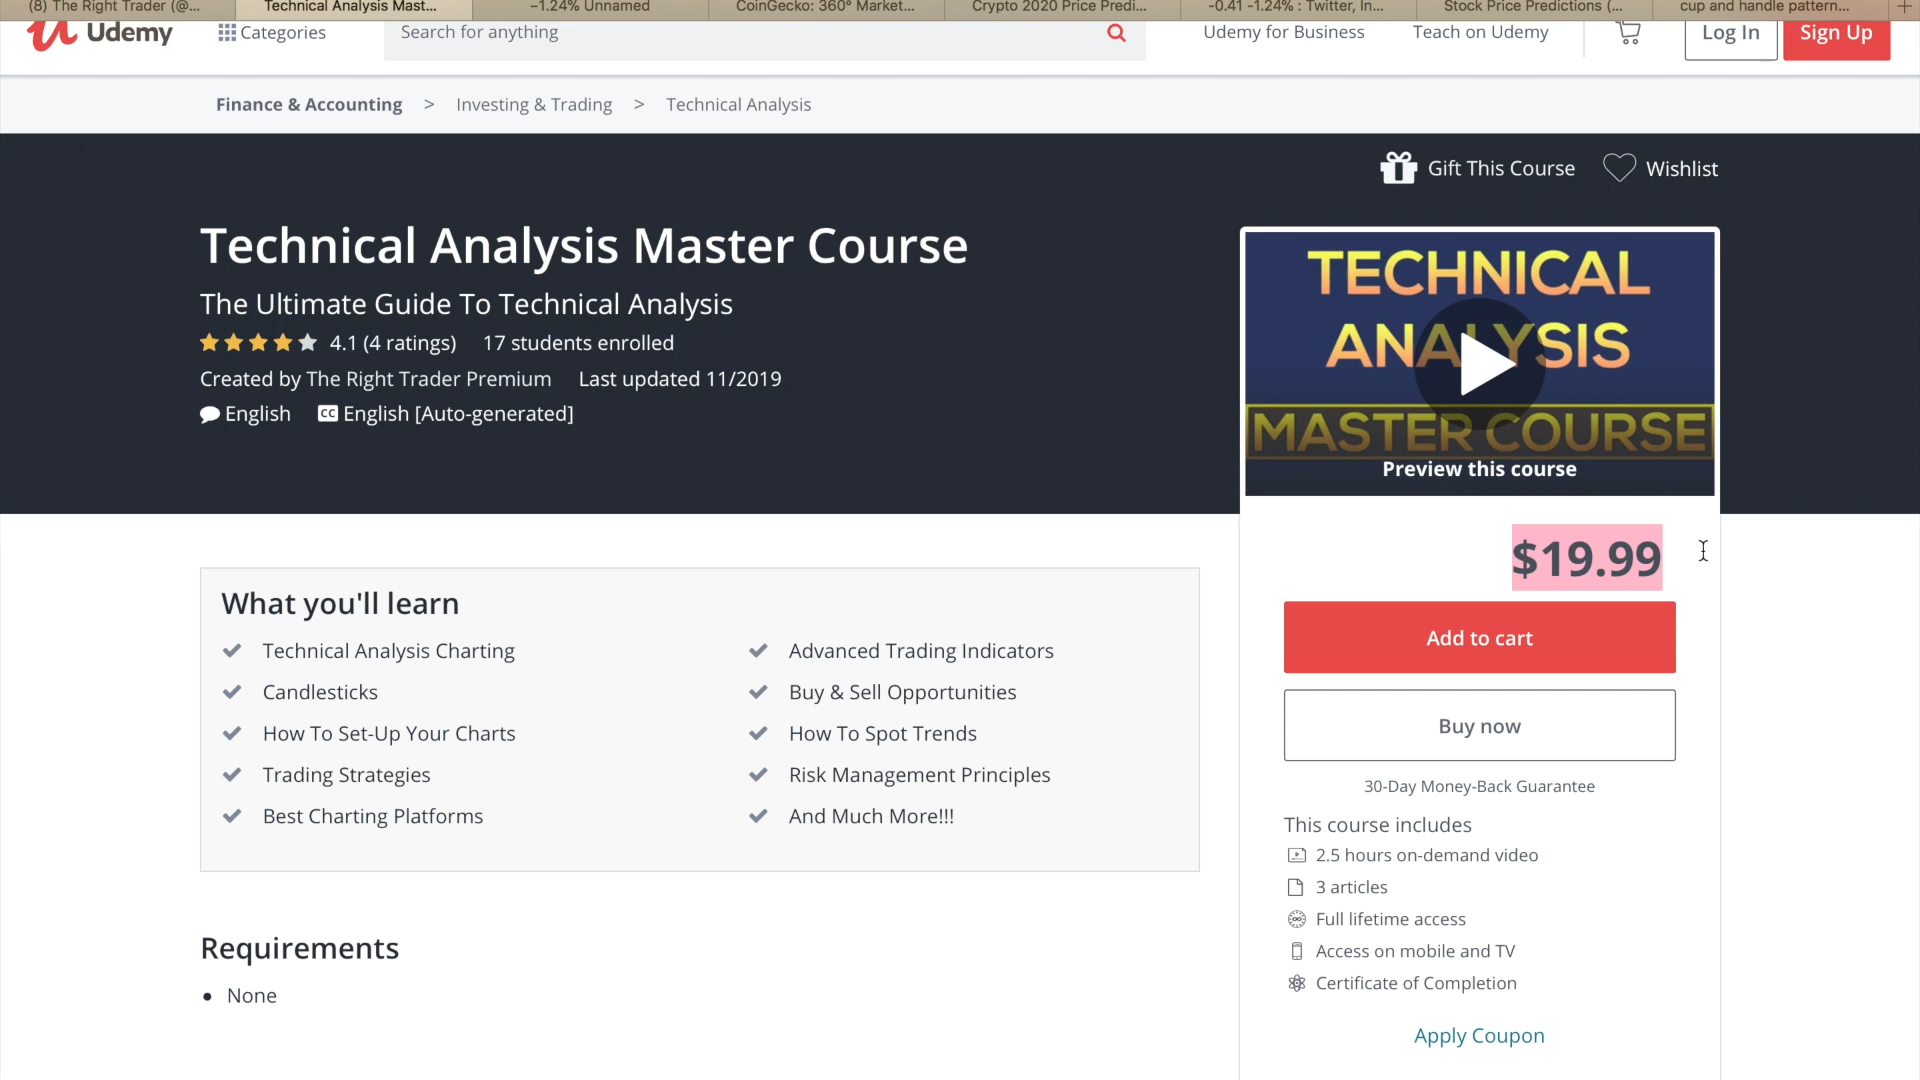 (8) The Right Trader (@...
Technical Analysis Mast...
−1.24% Unnamed
CoinGecko: 360° Market...
Crypto 2020 Price Predi...
-0.41 -1.24% : Twitter, In...
Stock Price Predictions (...
cup and handle pattern...
Udemy
Categories
Search for anything
Udemy for Business
Teach on Udemy
Log In
Sign Up
Finance & Accounting > Investing & Trading > Technical Analysis
Gift This Course
Wishlist
Technical Analysis Master Course
The Ultimate Guide To Technical Analysis
4.1 (4 ratings) 17 students enrolled
Created by The Right Trader Premium Last updated 11/2019
English CC English [Auto-generated]
TECHNICAL
ANALYSIS
MASTER COURSE
Preview this course
$19.99
Add to cart
Buy now
30-Day Money-Back Guarantee
This course includes
2.5 hours on-demand video
3 articles
Full lifetime access
Access on mobile and TV
Certificate of Completion
Apply Coupon
What you'll learn
Technical Analysis Charting
Candlesticks
How To Set-Up Your Charts
Trading Strategies
Best Charting Platforms
Advanced Trading Indicators
Buy & Sell Opportunities
How To Spot Trends
Risk Management Principles
And Much More!!!
Requirements
• None